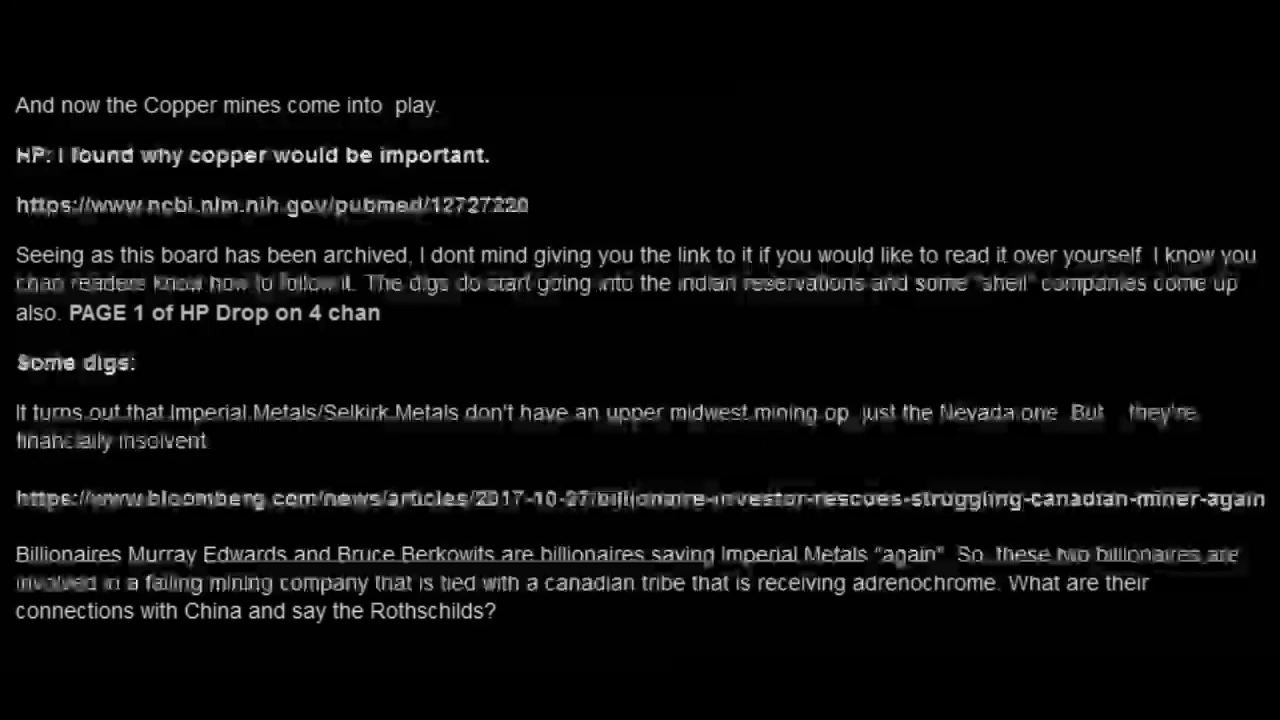 And now the Copper mines come into play.
HP: I found why copper would be important.
https://www.ncbi.nlm.nih.gov/pubmed/12727220
Seeing as this board has been archived, I dont mind giving you the link to it if you would like to read it over yourself. I know you
chan readers know how to follow it. The digs do start going into the indian reservations and some "shell" companies come up
also. PAGE 1 of HP Drop on 4 chan
Some digs:
It turns out that Imperial Metals/Selkirk Metals don't have an upper midwest mining op, just the Nevada one. But... they're
financially insolvent.
https://www.bloomberg.com/news/articles/2017-10-27/billionaire-investor-rescues-struggling-canadian-miner-again
Billionaires Murray Edwards and Bruce Berkowits are billionaires saving Imperial Metals "again". So, these two billionaires are
involved in a failing mining company that is tied with a canadian tribe that is receiving adrenochrome. What are their
connections with China and say the Rothschilds?